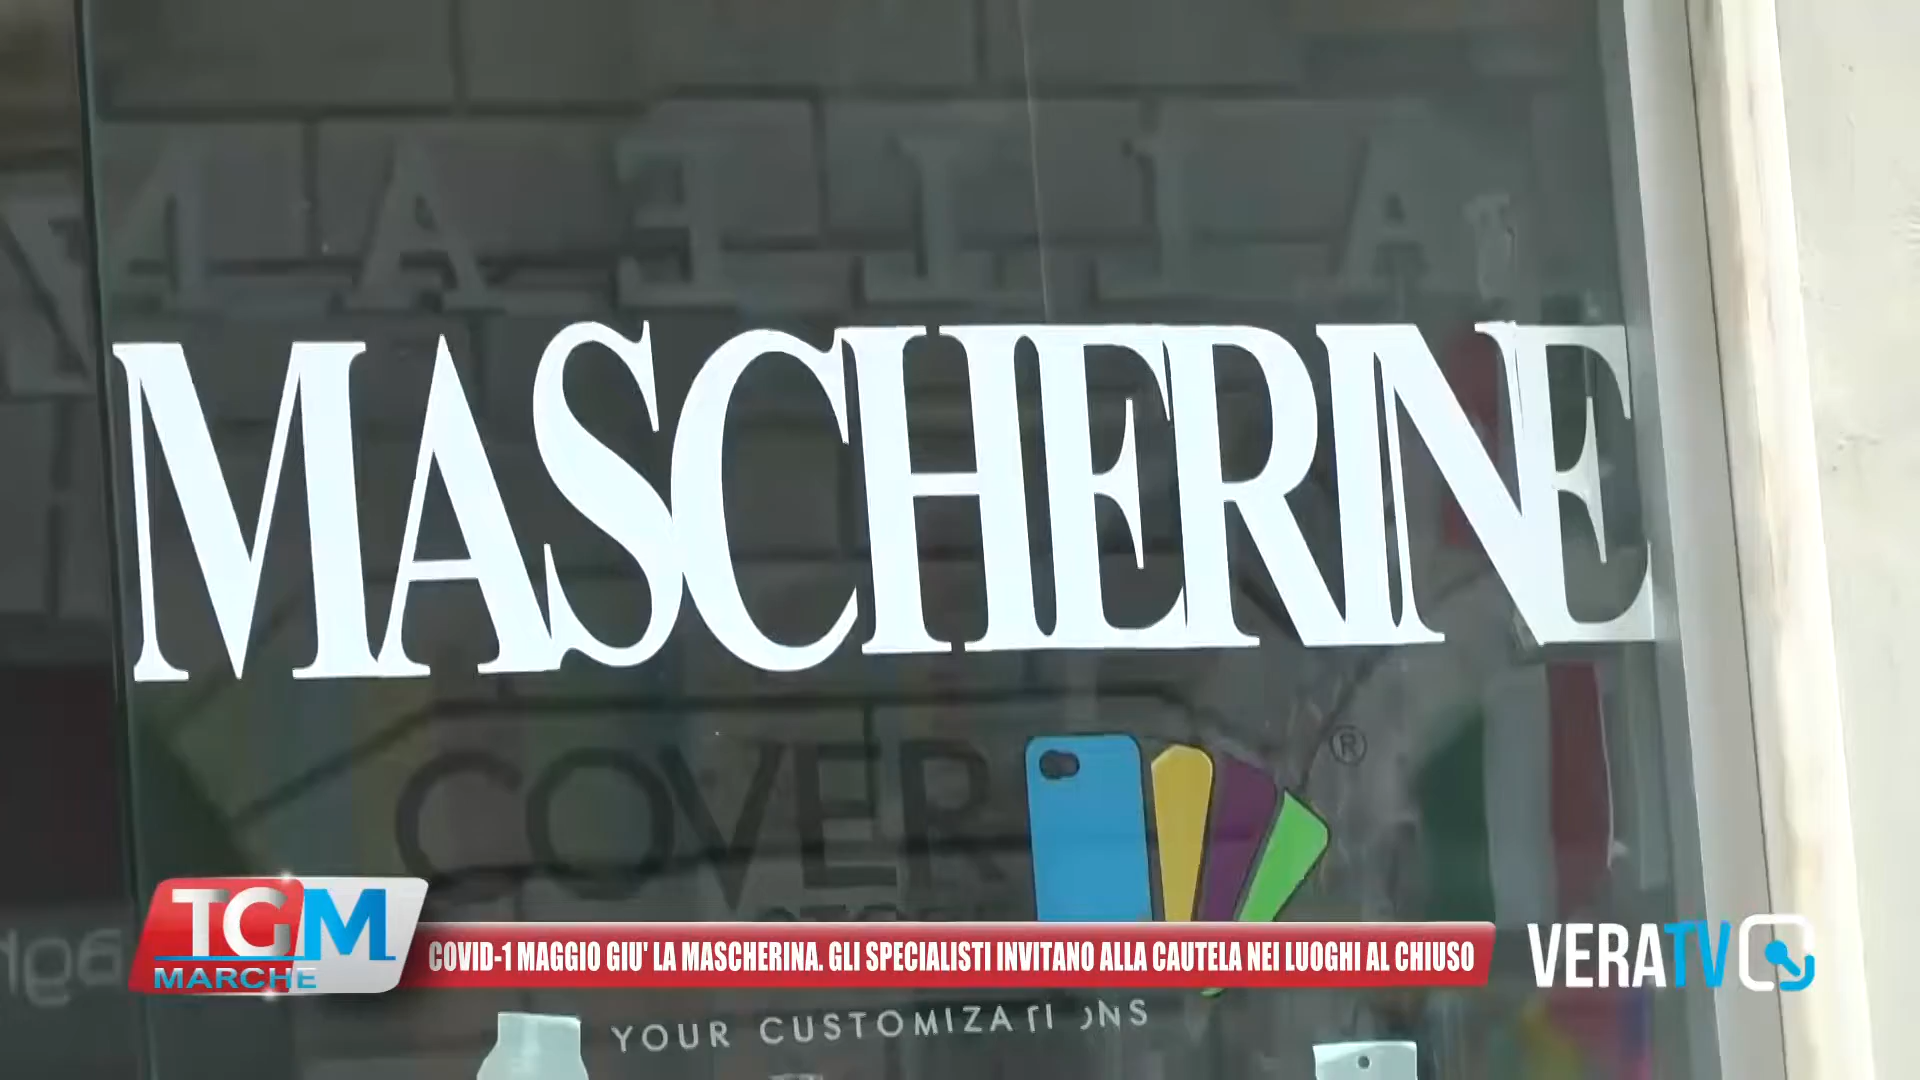 MASCHERINE
COVER
®
TGM
MARCHE
COVID-1 MAGGIO GIU' LA MASCHERINA. GLI SPECIALISTI INVITANO ALLA CAUTELA NEI LUOGHI AL CHIUSO
VERATV
YOUR CUSTOMIZATIONS